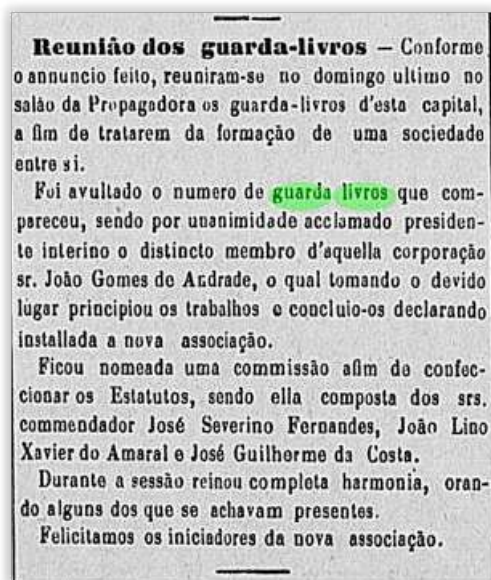 Reunião dos guarda-livros — Conforme
o annuncio feito, reuniram-se no domingo ultimo no
salão da Propagadora os guarda-livros d'esta capital,
a fim de tratarem da formação de uma sociedade
entre si.
Foi avultado o numero de guarda livros que com-
pareceu, sendo por unanimidade acclamado presiden-
te interino o distincto membro d'aquella corporação
sr. João Gomes de Andrade, o qual tomando o devido
lugar principiou os trabalhos e concluio-os declarando
installada a nova associação.
Ficou nomeada uma commissão afim de confec-
cionar os Estatutos, sendo ella composta dos srs.
commendador José Severino Fernandes, João Lino
Xavier do Amaral e José Guilherme da Costa.
Durante a sessão reinou completa harmonia, oran-
do alguns dos que se achavam presentes.
Felicitamos os iniciadores da nova associação.